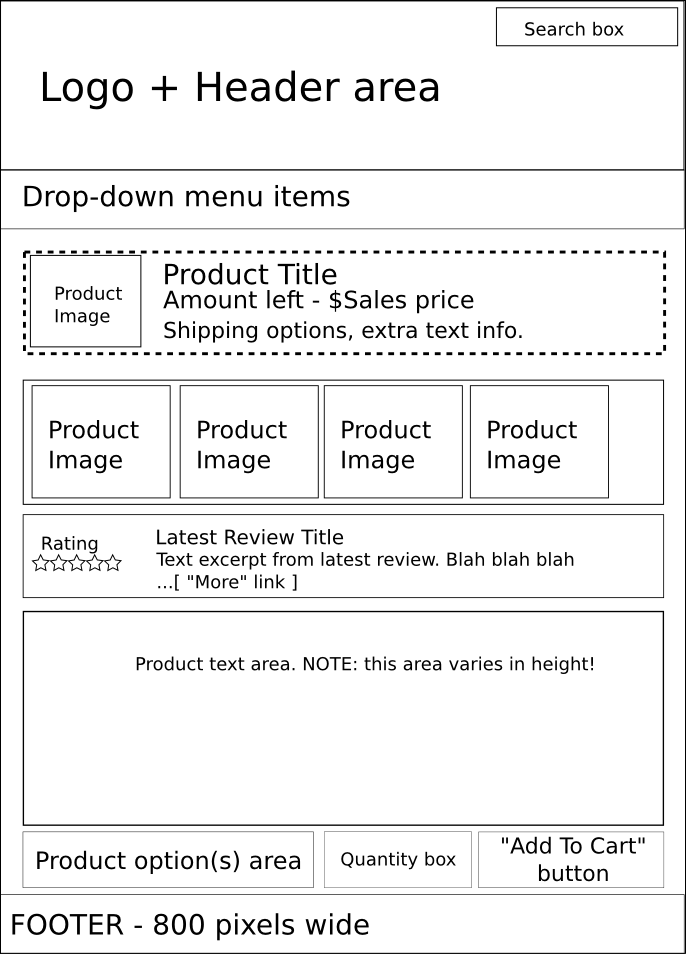 Search box
Logo + Header area
Drop-down menu items
Product
Image
Product Title
Amount left - $Sales price
Shipping options, extra text info.
Product
Image
Product
Image
Product
Image
Product
Image
Rating
Latest Review Title
Text excerpt from latest review. Blah blah blah
...[ "More" link ]
Product text area. NOTE: this area varies in height!
Product option(s) area
Quantity box
"Add To Cart"
button
FOOTER - 800 pixels wide